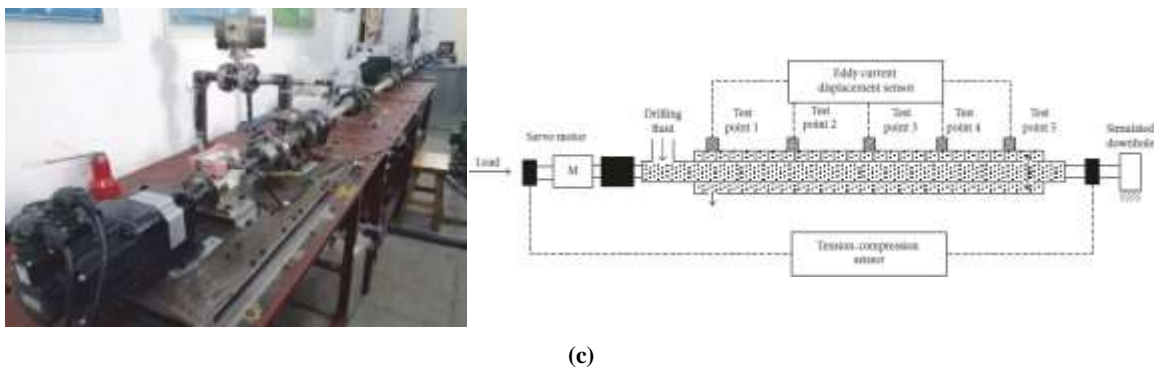 Eddy current
displacement sensor
Servo motor
Drilling
fluid
Test
point 1
Test
point 2
Test
point 3
Test
point 4
Test
point 5
Simulated
downhole
Load
M
Tension-compression
sensor
(c)